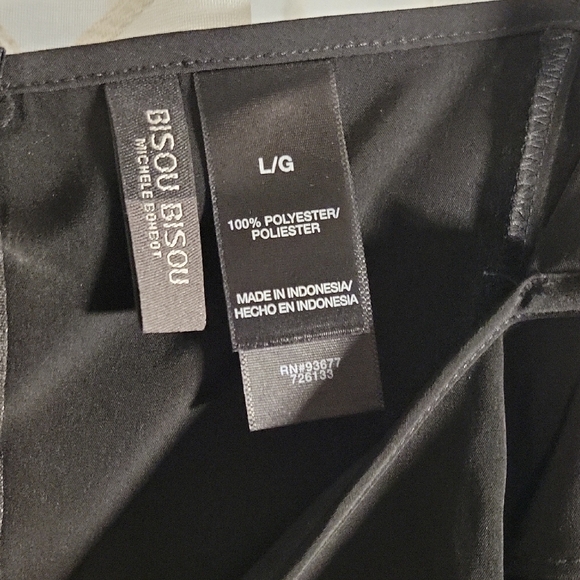 BISOU BISOU
MICHELE BOHBOT
L/G
100% POLYESTER/
POLIESTER
MADE IN INDONESIA/
HECHO EN INDONESIA
RN#93677
726133